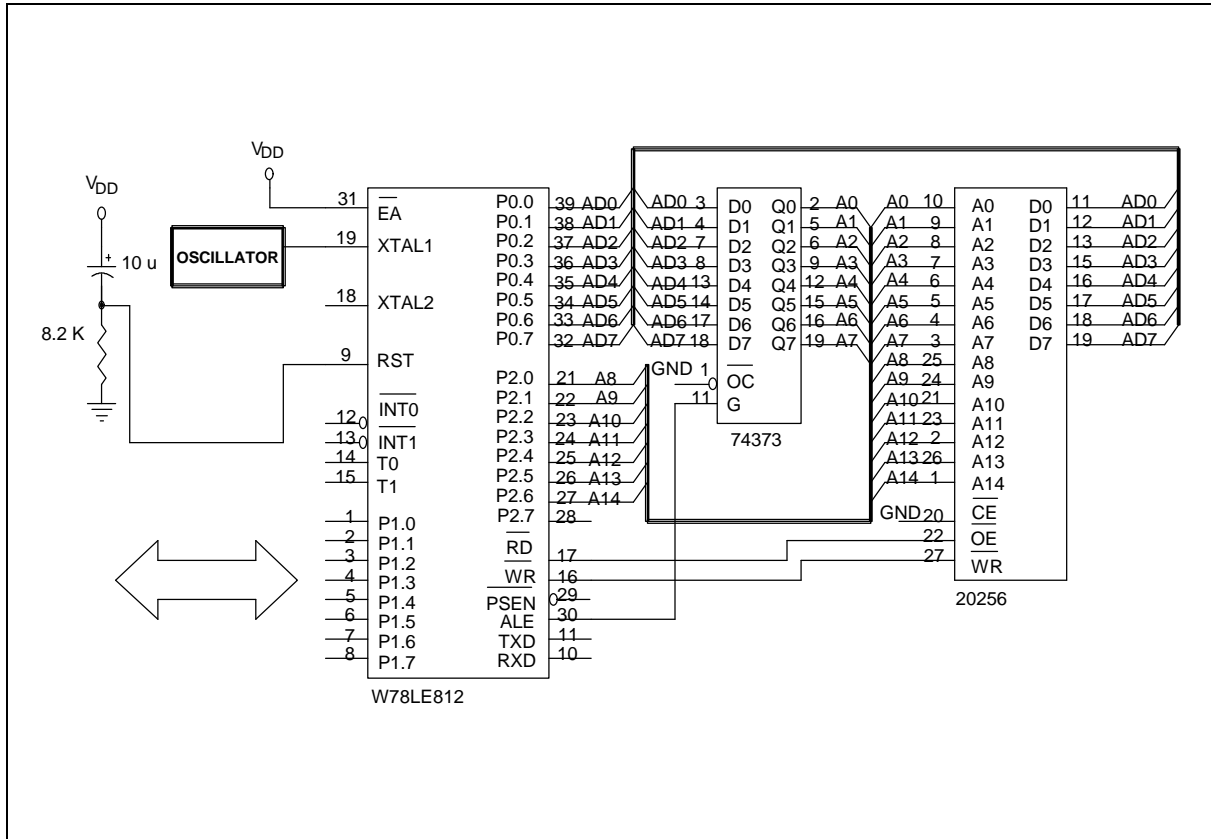 VDD
VDD
10 u
8.2 K
OSCILLATOR
31 EA
19 XTAL1
18 XTAL2
9 RST
12 INT0
13 INT1
14 T0
15 T1
1 P1.0
2 P1.1
3 P1.2
4 P1.3
5 P1.4
6 P1.5
7 P1.6
8 P1.7
P0.0 39 AD0
P0.1 38 AD1
P0.2 37 AD2
P0.3 36 AD3
P0.4 35 AD4
P0.5 34 AD5
P0.6 33 AD6
P0.7 32 AD7
P2.0 21 A8
P2.1 22 A9
P2.2 23 A10
P2.3 24 A11
P2.4 25 A12
P2.5 26 A13
P2.6 27 A14
P2.7 28
RD 17
WR 16
PSEN 29
ALE 30
TXD 11
RXD 10
W78LE812
AD0 3 D0 Q0 2 A0
AD1 4 D1 Q1 5 A1
AD2 7 D2 Q2 6 A2
AD3 8 D3 Q3 9 A3
AD4 13 D4 Q4 12 A4
AD5 14 D5 Q5 15 A5
AD6 17 D6 Q6 16 A6
AD7 18 D7 Q7 19 A7
GND 1 OC
11 G
74373
A0 10 A0 D0 11 AD0
A1 9 A1 D1 12 AD1
A2 8 A2 D2 13 AD2
A3 7 A3 D3 15 AD3
A4 6 A4 D4 16 AD4
A5 5 A5 D5 17 AD5
A6 4 A6 D6 18 AD6
A7 3 A7 D7 19 AD7
A8 25 A8
A9 24 A9
A10 21 A10
A11 23 A11
A12 2 A12
A13 26 A13
A14 1 A14
GND 20 CE
22 OE
27 WR
20256